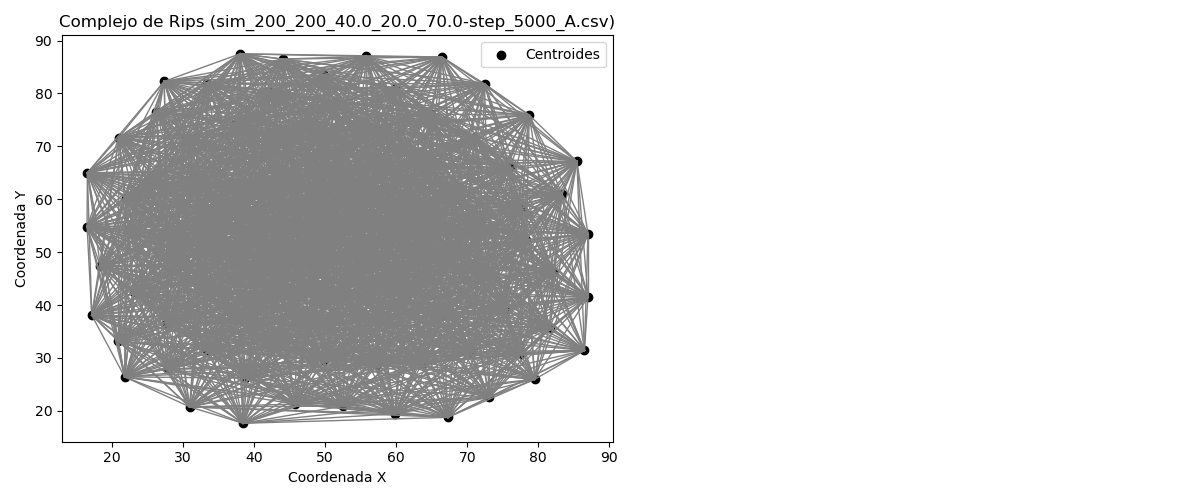 Complejo de Rips (sim_200_200_40.0_20.0_70.0-step_5000_A.csv)
Centroides
90
80
70
60
50
40
30
20
Coordenada Y
20 30 40 50 60 70 80 90
Coordenada X